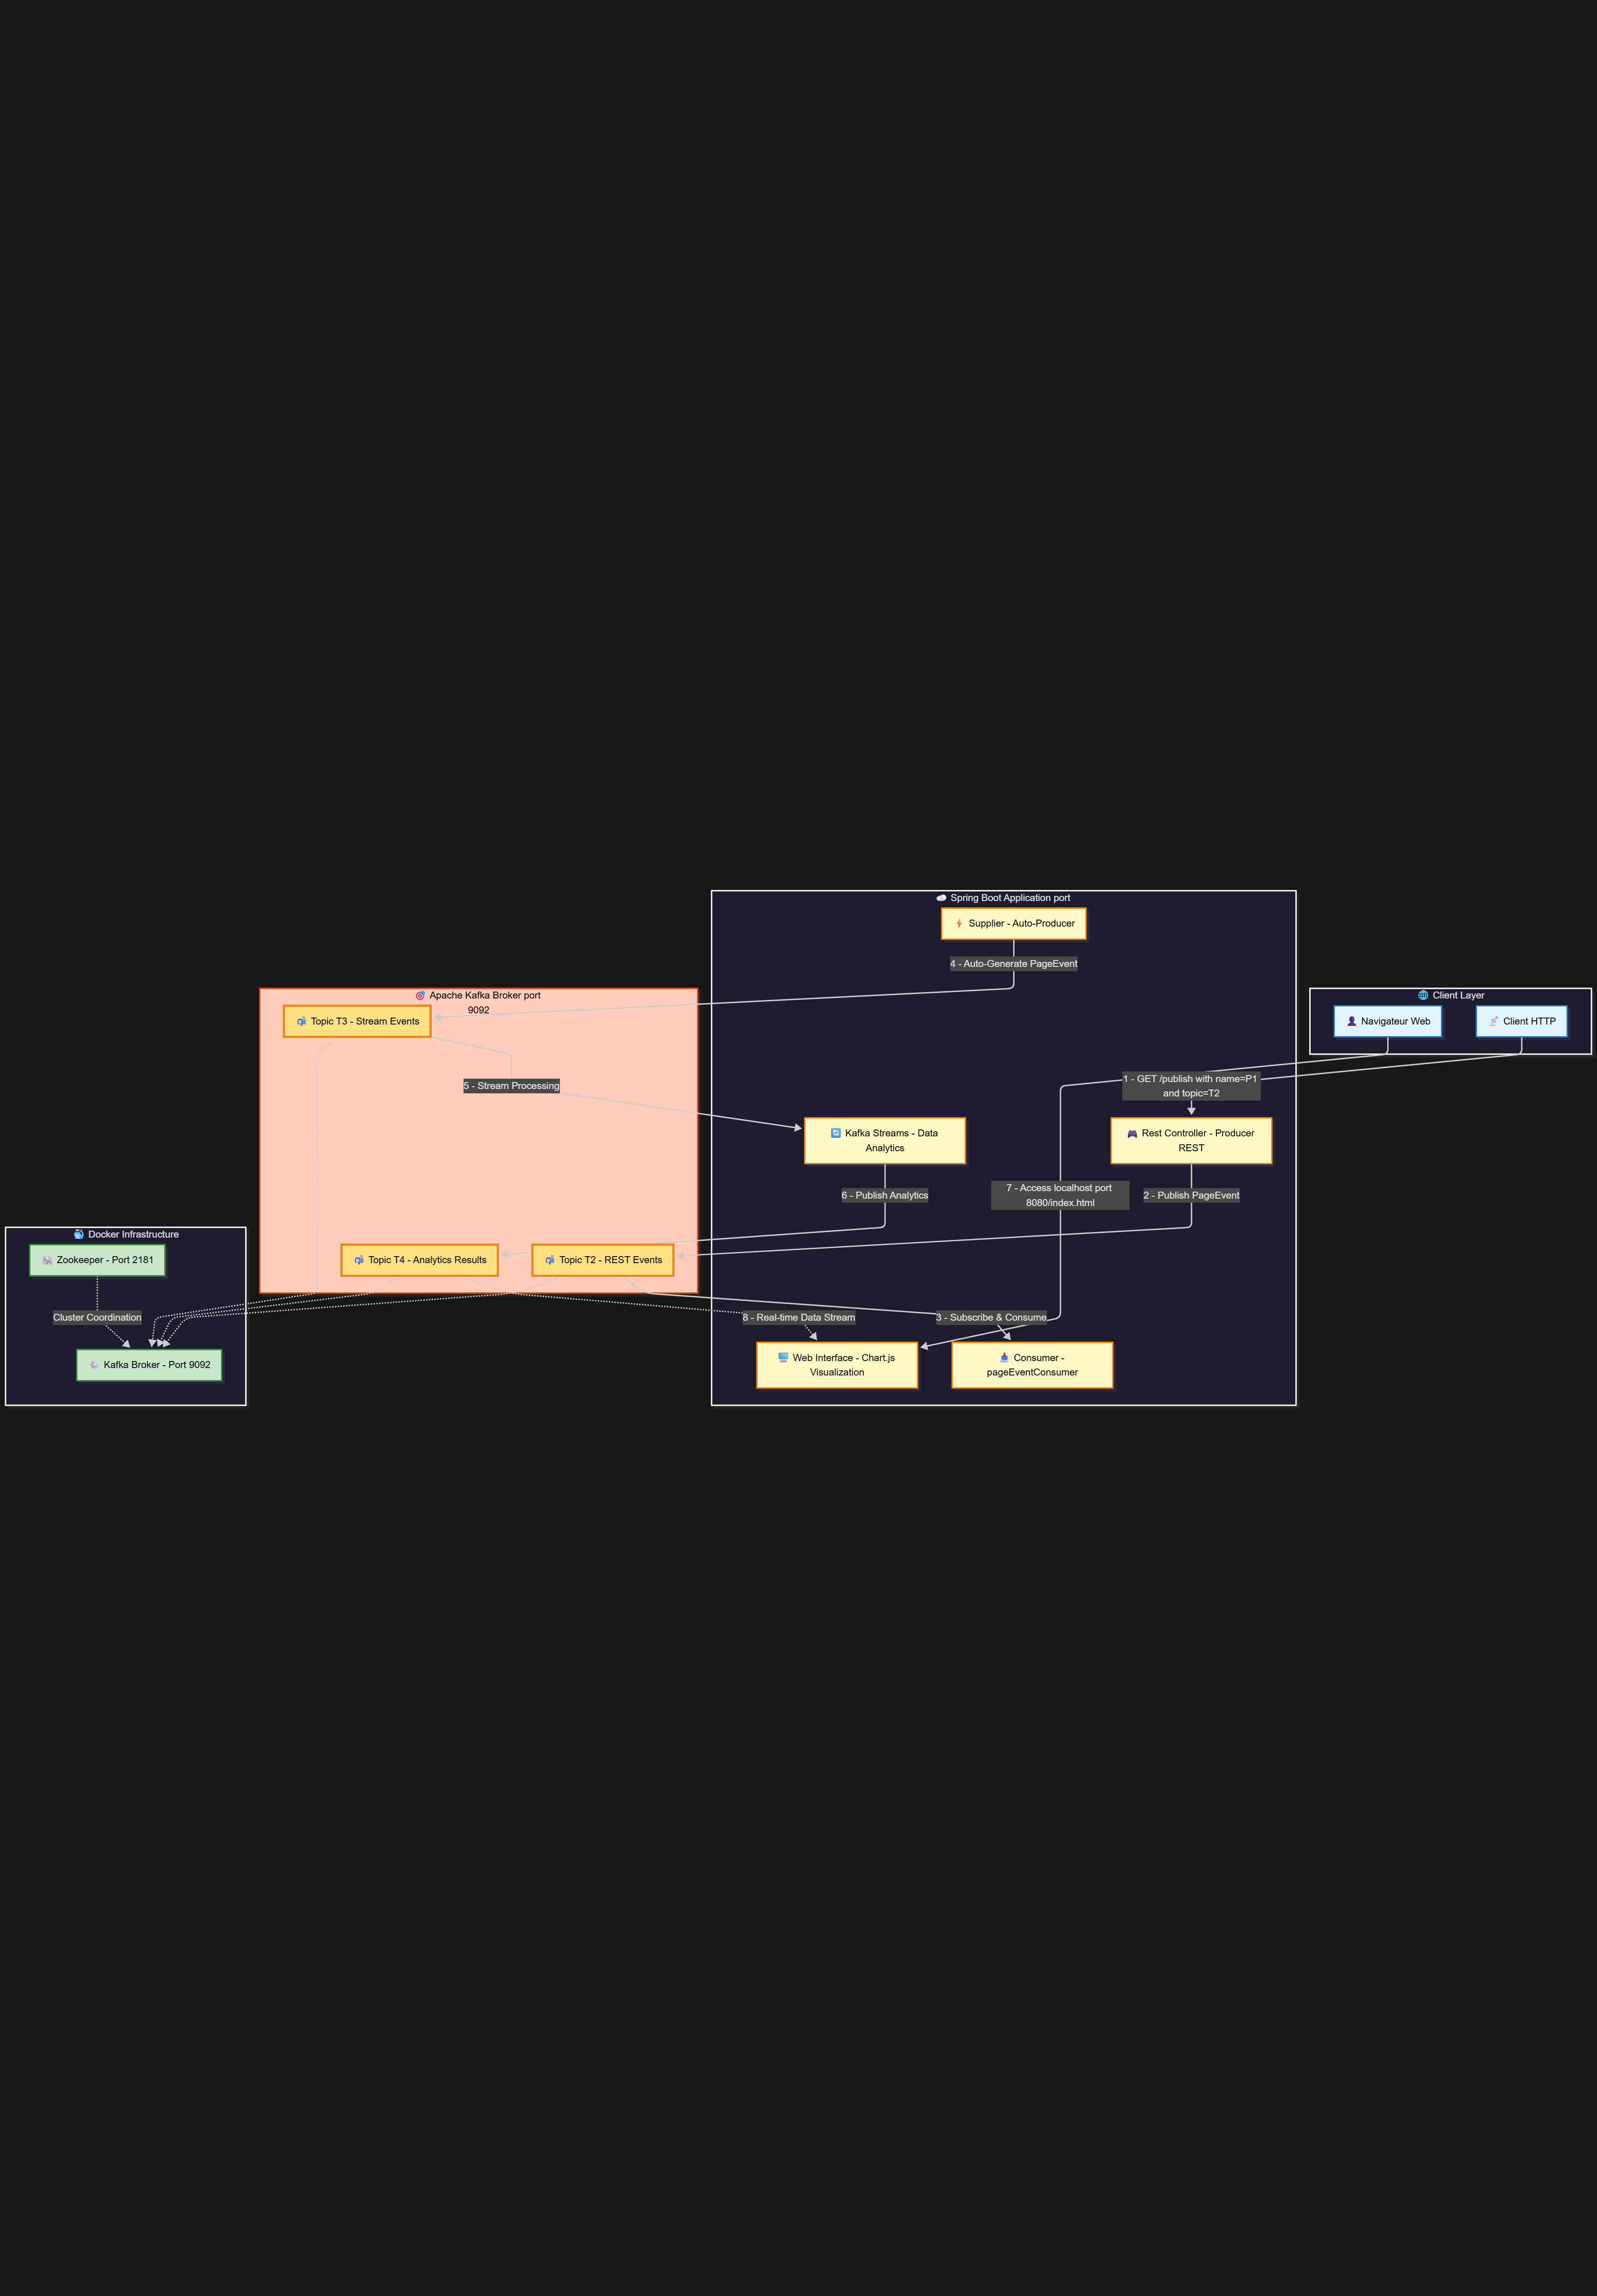 Spring Boot Application port
Supplier - Auto-Producer
4 - Auto-Generate PageEvent
Apache Kafka Broker port
9092
Topic T3 - Stream Events
Client Layer
Navigateur Web
Client HTTP
5 - Stream Processing
1 - GET /publish with name=P1
and topic=T2
Kafka Streams - Data
Analytics
Rest Controller - Producer
REST
6 - Publish Analytics
7 - Access localhost port
8080/index.html
2 - Publish PageEvent
Docker Infrastructure
Zookeeper - Port 2181
Topic T4 - Analytics Results
Topic T2 - REST Events
Cluster Coordination
8 - Real-time Data Stream
3 - Subscribe & Consume
Kafka Broker - Port 9092
Web Interface - Chart.js
Visualization
Consumer -
pageEventConsumer